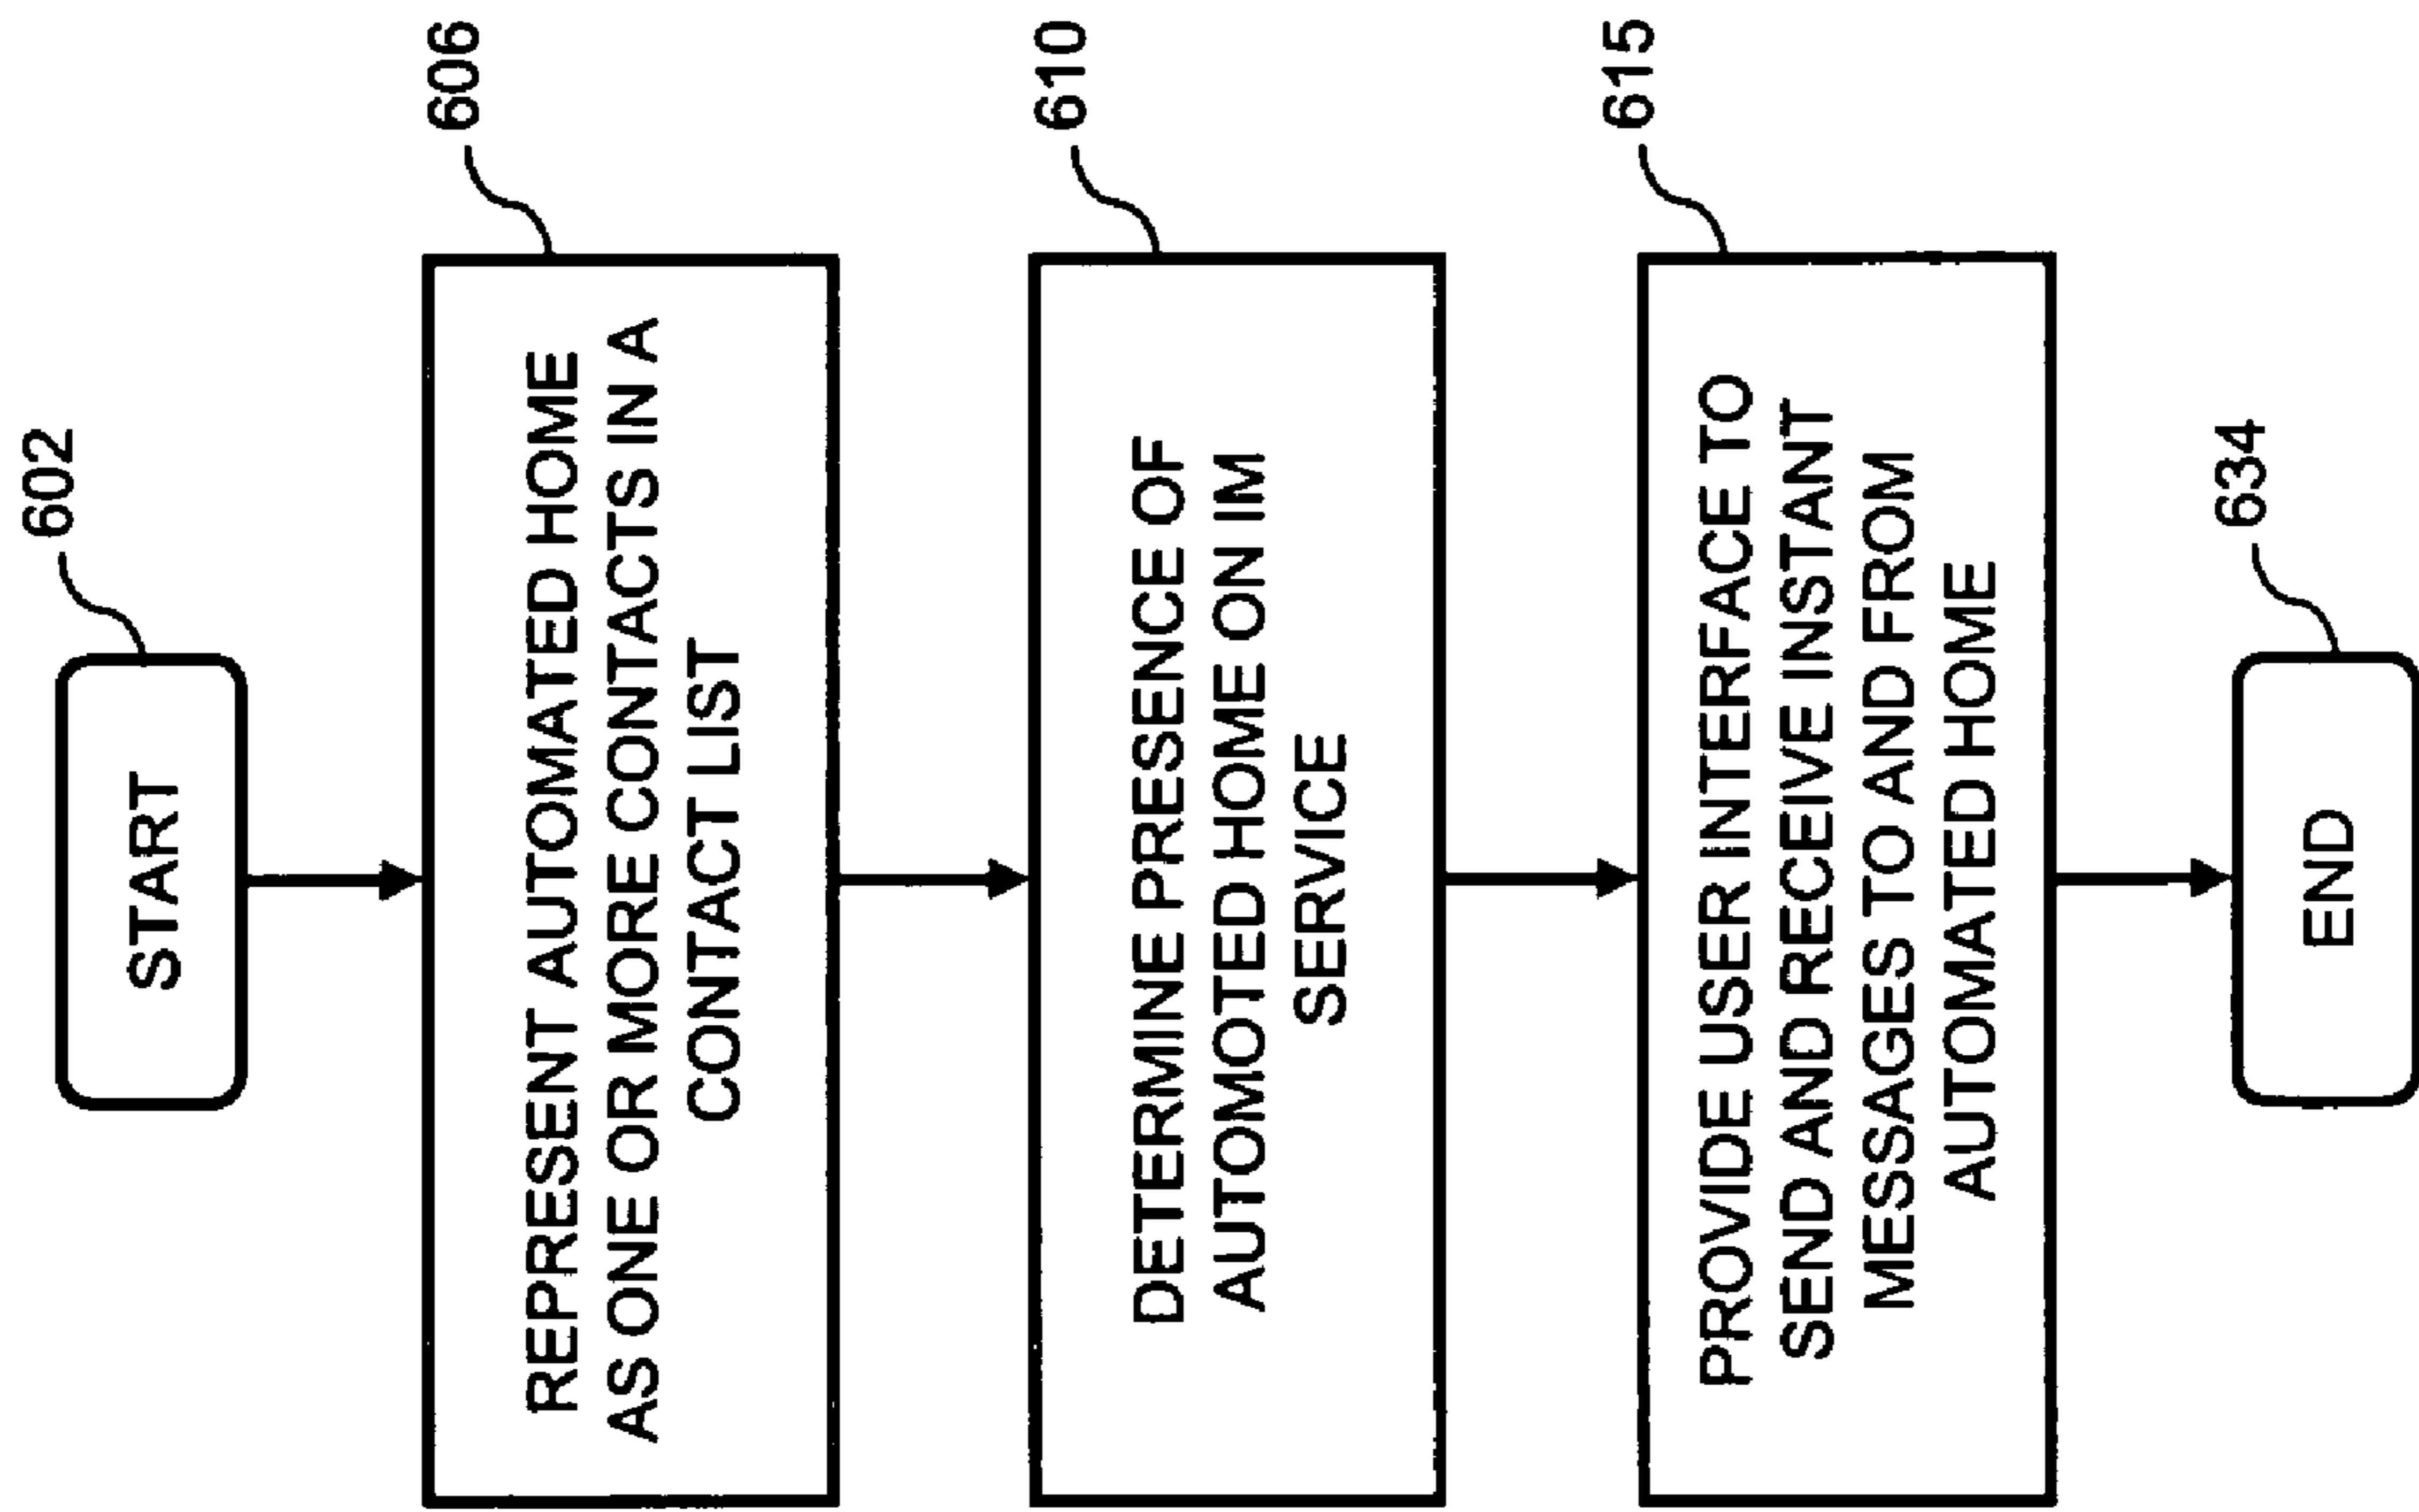 602
START
606
REPRESENT AUTOMATED HOME
AS ONE OR MORE CONTACTS IN A
CONTACT LIST
610
DETERMINE PRESENCE OF
AUTOMOTED HOME ON IM
SERVICE
615
PROVIDE USER INTERFACE TO
SEND AND RECEIVE INSTANT
MESSAGES TO AND FROM
AUTOMATED HOME
634
END